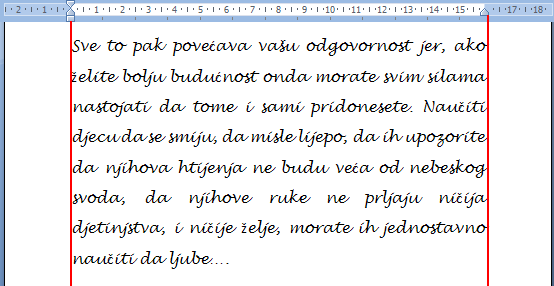 2 1 1 2 3 4 5 6 7 8 9 10 11 12 13 14 15 16 17 18
Sve to pak povećava vašu odgovornost jer, ako
želite bolju budućnost onda morate svim silama
nastojati da tome i sami pridonesete. Naučiti
djecu da se smiju, da misle lijepo, da ih upozorite
da njihova htijenja ne budu veća od nebeskog
svoda, da njihove ruke ne prljaju ničija
djetinjstva, i ničije želje, morate ih jednostavno
naučiti da ljube....